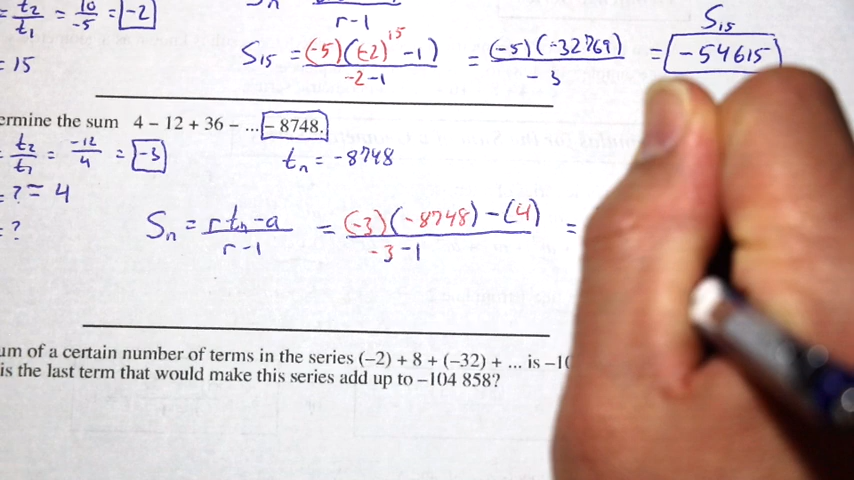 = t₂/t₁ = 10/-5 = -2
r-1
S₁₅
= 15
S₁₅ = (-5)((-2)¹⁵ -1)/-2-1 = (-5)(-32769)/-3 = -54615
ermine the sum 4 − 12 + 36 − ... − 8748.
t₂/t₁ = -12/4 = -3
tₙ = -8748
= ? = 4
= ?
Sₙ = rtₙ-a/r-1 = (-3)(-8748)-(4)/-3-1 =
um of a certain number of terms in the series (−2) + 8 + (−32) + ... is −10
is the last term that would make this series add up to −104 858?